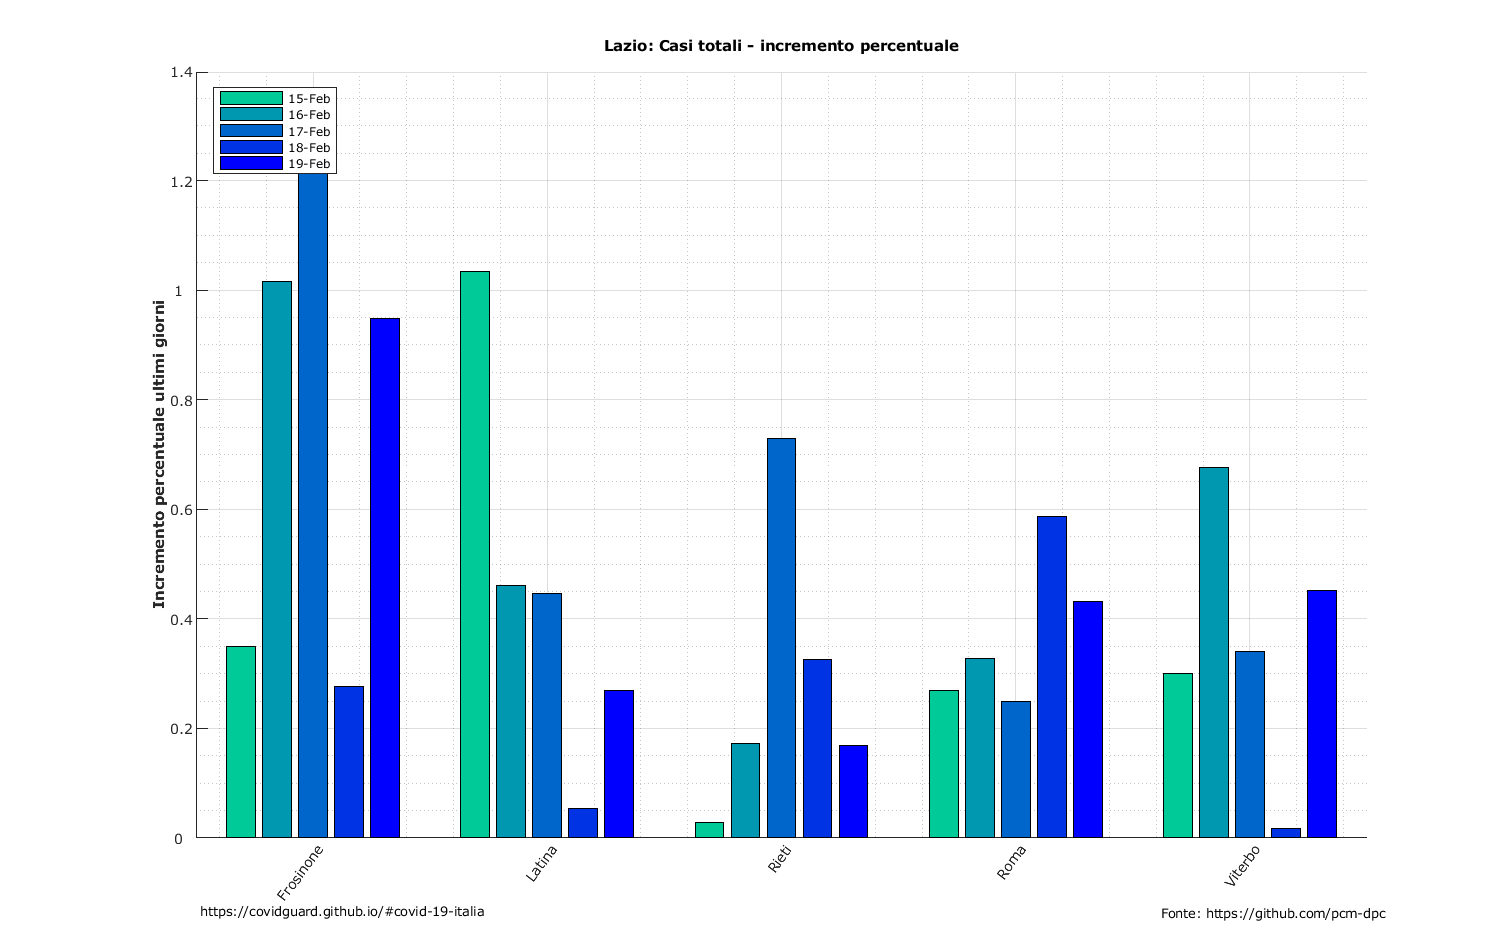 Lazio: Casi totali - incremento percentuale
1.4
1.2
1
0.8
0.6
0.4
0.2
0
Incremento percentuale ultimi giorni
15-Feb
16-Feb
17-Feb
18-Feb
19-Feb
Frosinone
Latina
Rieti
Roma
Viterbo
https://covidguard.github.io/#covid-19-italia
Fonte: https://github.com/pcm-dpc